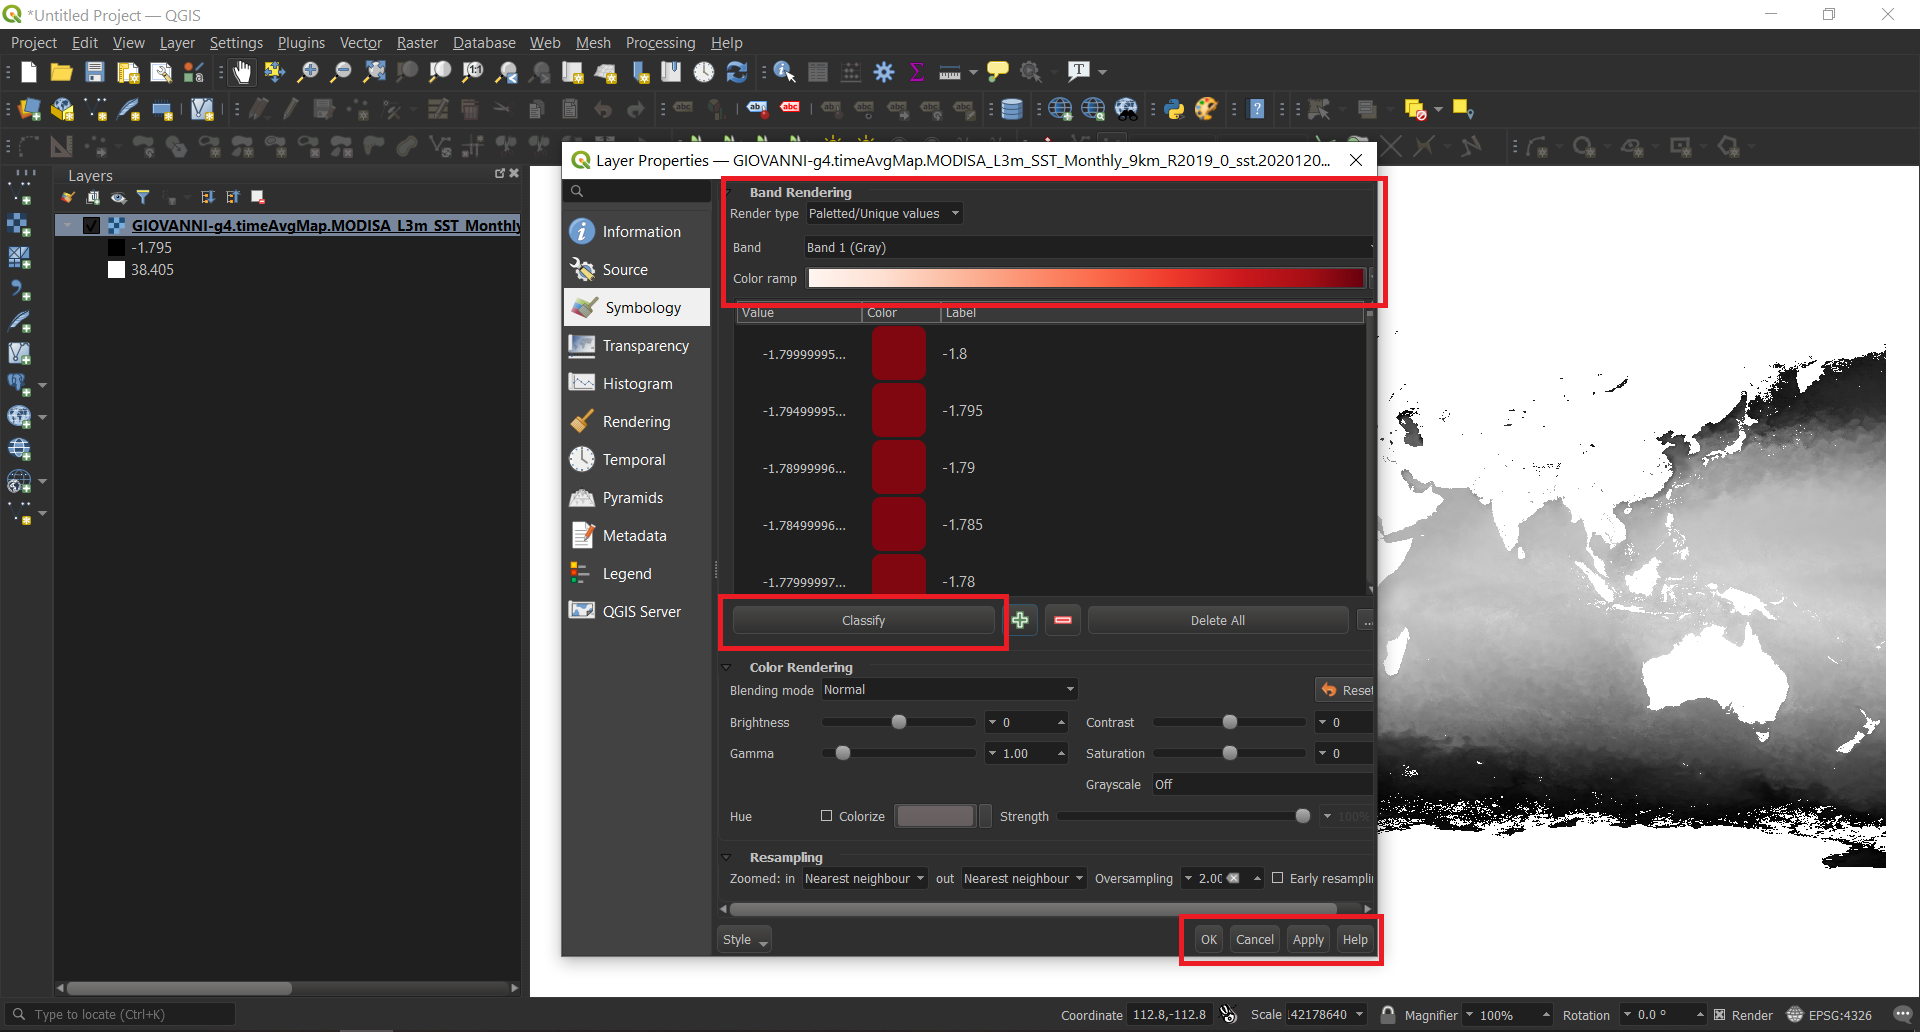 *Untitled Project — QGIS
Project Edit View Layer Settings Plugins Vector Raster Database Web Mesh Processing Help
Layers
GIOVANNI-g4.timeAvgMap.MODISA_L3m_SST_Monthly
-1.795
38.405
Layer Properties — GIOVANNI-g4.timeAvgMap.MODISA_L3m_SST_Monthly_9km_R2019_0_sst.2020120...
Information
Source
Symbology
Transparency
Histogram
Rendering
Temporal
Pyramids
Metadata
Legend
QGIS Server
Band Rendering
Render type Paletted/Unique values
Band Band 1 (Gray)
Color ramp
Value Color Label
-1.79999995... -1.8
-1.79499995... -1.795
-1.78999996... -1.79
-1.78499996... -1.785
-1.77999997... -1.78
Classify Delete All ...
Color Rendering
Blending mode Normal Reset
Brightness 0 Contrast 0
Gamma 1.00 Saturation 0
Grayscale Off
Hue Colorize Strength 100%
Resampling
Zoomed: in Nearest neighbour out Nearest neighbour Oversampling 2.00 Early resampli
Style OK Cancel Apply Help
Type to locate (Ctrl+K) Coordinate 112.8,-112.8 Scale 142178640 Magnifier 100% Rotation 0.0 ° Render EPSG:4326